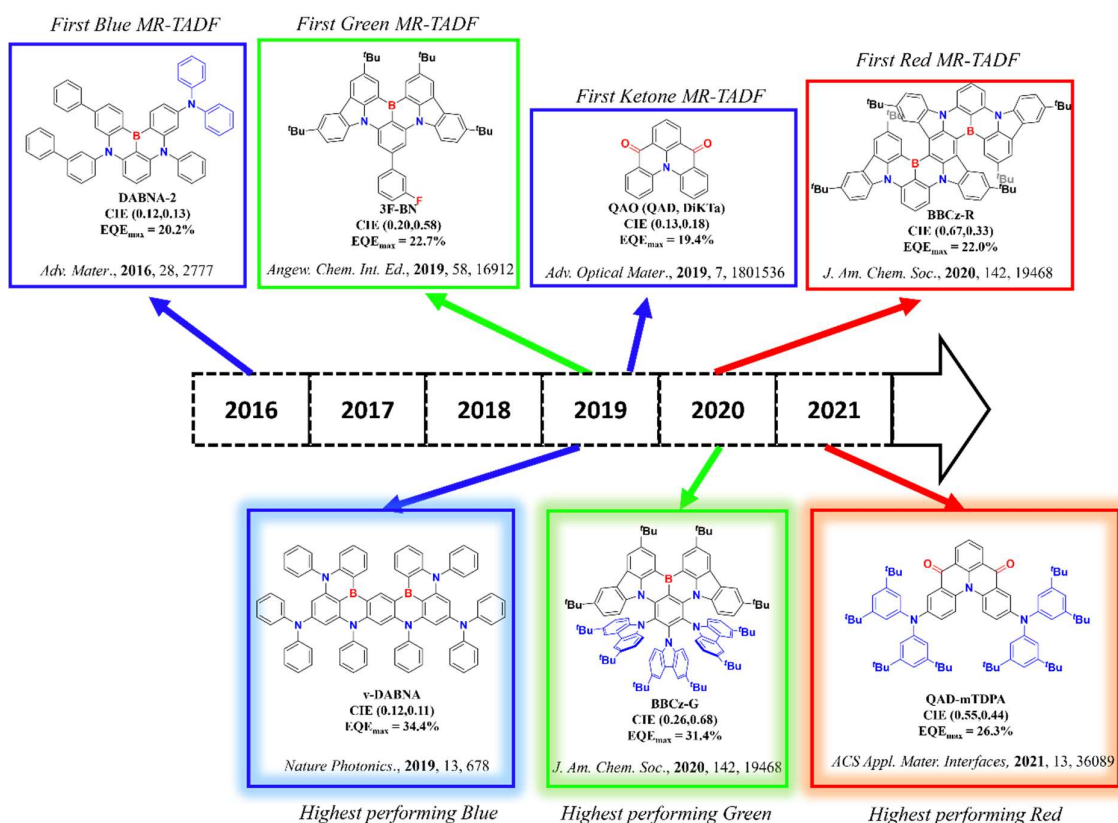 First Blue MR-TADF
N
B
N N
DABNA-2
CIE (0.12,0.13)
EQEmax = 20.2%
Adv. Mater., 2016, 28, 2777
First Green MR-TADF
tBu tBu
B
N N
tBu tBu
F
3F-BN
CIE (0.20,0.58)
EQEmax = 22.7%
Angew. Chem. Int. Ed., 2019, 58, 16912
First Ketone MR-TADF
O O
N
QAO (QAD, DiKTa)
CIE (0.13,0.18)
EQEmax = 19.4%
Adv. Optical Mater., 2019, 7, 1801536
First Red MR-TADF
tBu tBu
N N
tBu tBu
B
B tBu
tBu
N N
tBu tBu
BBCz-R
CIE (0.67,0.33)
EQEmax = 22.0%
J. Am. Chem. Soc., 2020, 142, 19468
2016 2017 2018 2019 2020 2021
N N
B B
N N N N
v-DABNA
CIE (0.12,0.11)
EQEmax = 34.4%
Nature Photonics., 2019, 13, 678
Highest performing Blue
tBu tBu
B
N N
tBu tBu
N N
tBu tBu
N
tBu tBu
tBu tBu
BBCz-G
CIE (0.26,0.68)
EQEmax = 31.4%
J. Am. Chem. Soc., 2020, 142, 19468
Highest performing Green
O O
tBu tBu
N
tBu tBu
N N
tBu tBu tBu tBu
QAD-mTDPA
CIE (0.55,0.44)
EQEmax = 26.3%
ACS Appl. Mater. Interfaces, 2021, 13, 36089
Highest performing Red